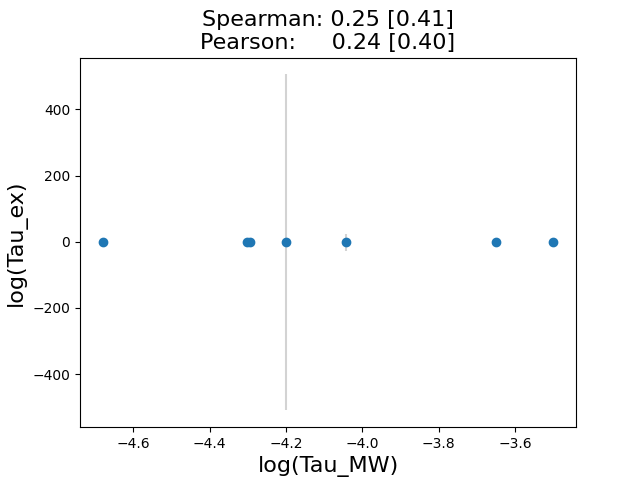 Spearman: 0.25 [0.41]
Pearson: 0.24 [0.40]
log(Tau_ex)
400
200
0
−200
−400
−4.6 −4.4 −4.2 −4.0 −3.8 −3.6
log(Tau_MW)